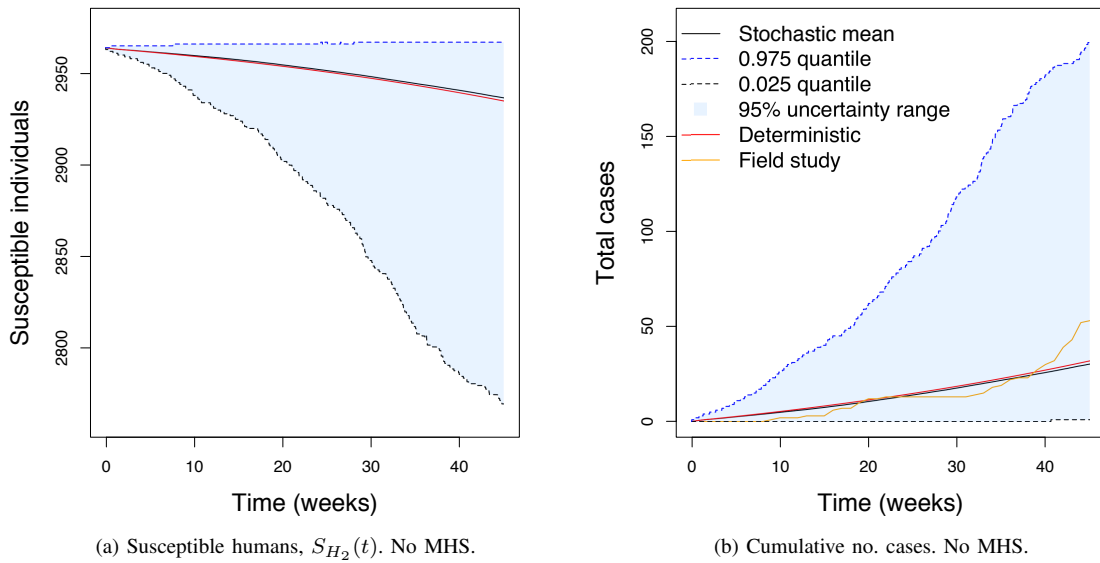 Susceptible individuals
2950
2900
2850
2800
0 10 20 30 40
Time (weeks)
(a) Susceptible humans, S_{H_2}(t). No MHS.
Total cases
200
150
100
50
0
Stochastic mean
0.975 quantile
0.025 quantile
95% uncertainty range
Deterministic
Field study
0 10 20 30 40
Time (weeks)
(b) Cumulative no. cases. No MHS.